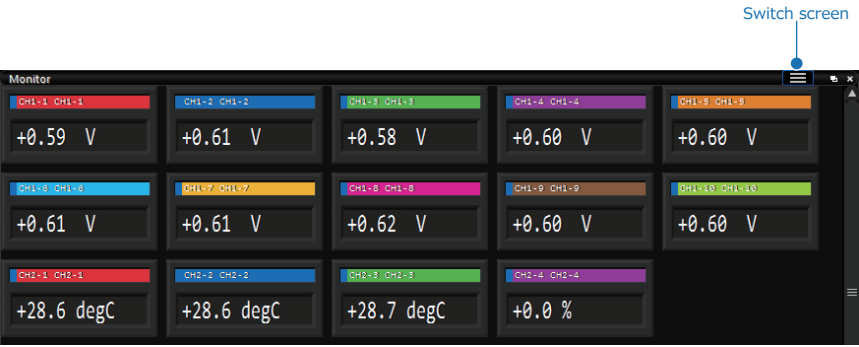 Switch screen
Monitor
CH1-1 CH1-1
CH1-2 CH1-2
CH1-3 CH1-3
CH1-4 CH1-4
CH1-5 CH1-5
+0.59 V
+0.61 V
+0.58 V
+0.60 V
+0.60 V
CH1-6 CH1-6
CH1-7 CH1-7
CH1-8 CH1-8
CH1-9 CH1-9
CH1-10 CH1-10
+0.61 V
+0.61 V
+0.62 V
+0.60 V
+0.60 V
CH2-1 CH2-1
CH2-2 CH2-2
CH2-3 CH2-3
CH2-4 CH2-4
+28.6 degC
+28.6 degC
+28.7 degC
+0.0 %